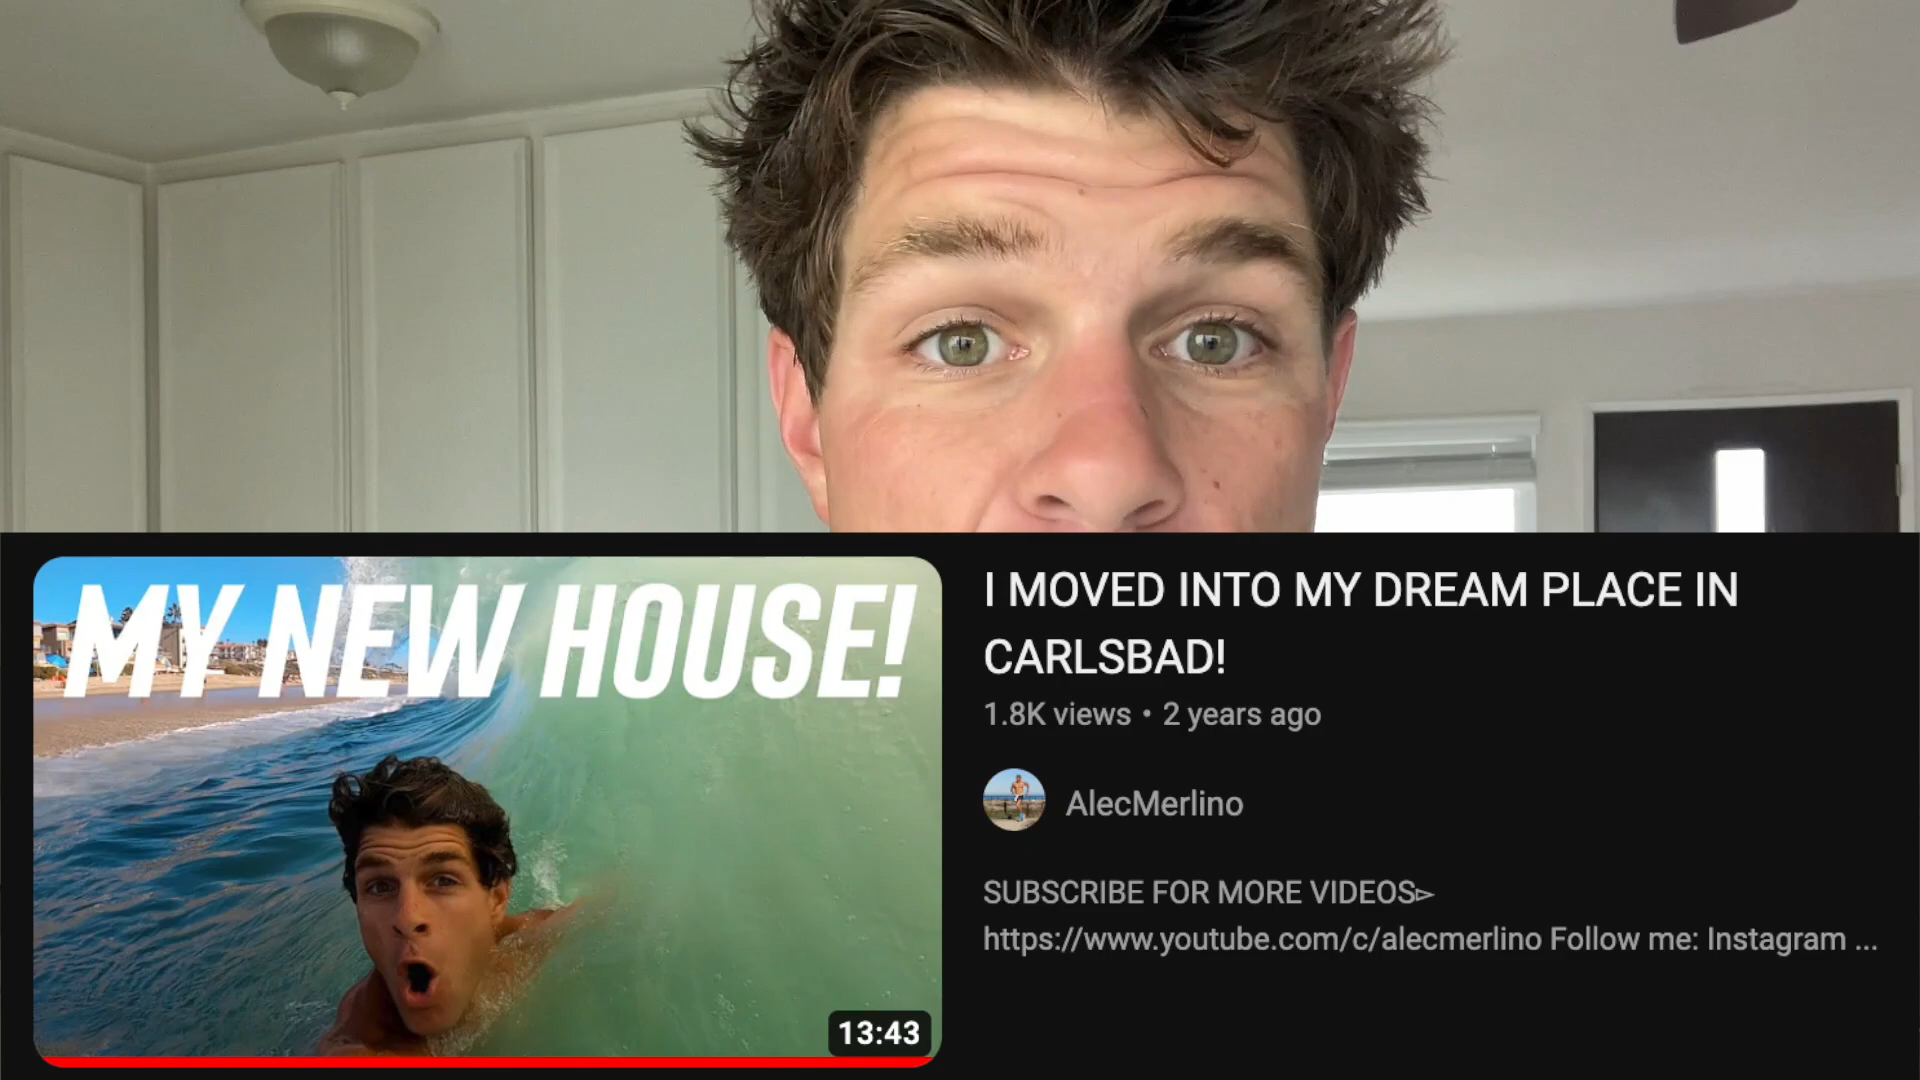 MY NEW HOUSE!
13:43
I MOVED INTO MY DREAM PLACE IN
CARLSBAD!
1.8K views • 2 years ago
AlecMerlino
SUBSCRIBE FOR MORE VIDEOS▻
https://www.youtube.com/c/alecmerlino Follow me: Instagram ...